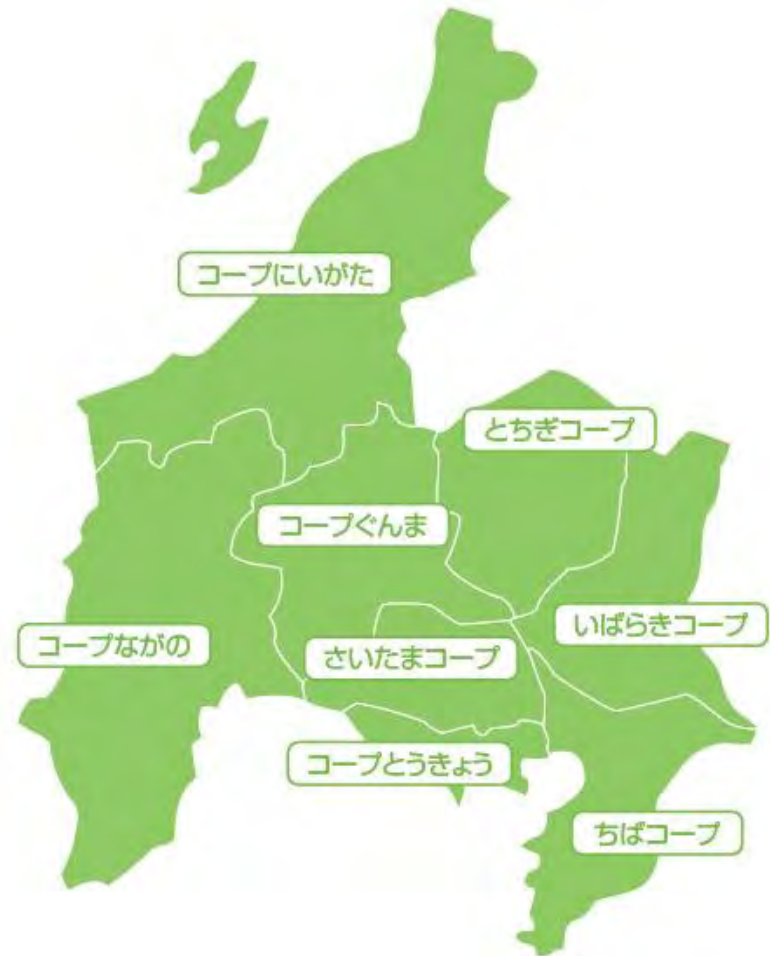 コープにいがた
とちぎコープ
コープぐんま
いばらきコープ
コープながの
さいたまコープ
コープとうきょう
ちばコープ